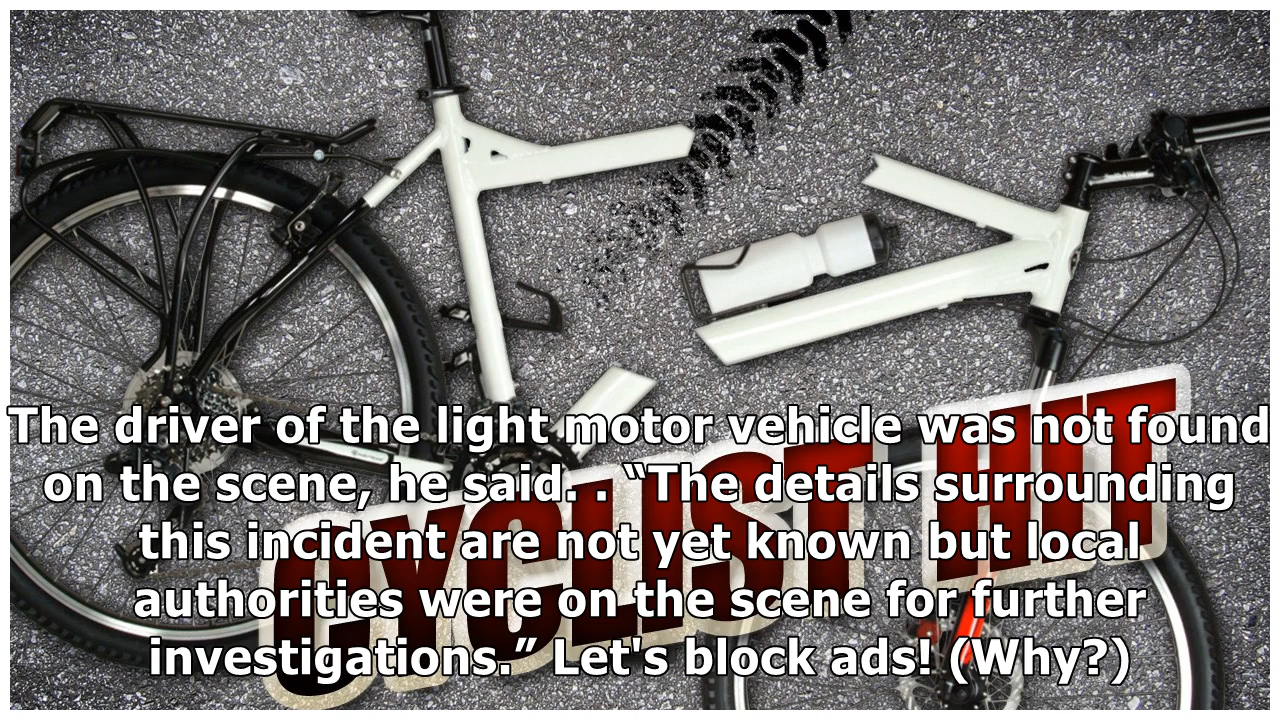 The driver of the light motor vehicle was not found
on the scene, he said. . “The details surrounding
this incident are not yet known but local
authorities were on the scene for further
investigations.” Let's block ads! (Why?)
CYCLIST HIT